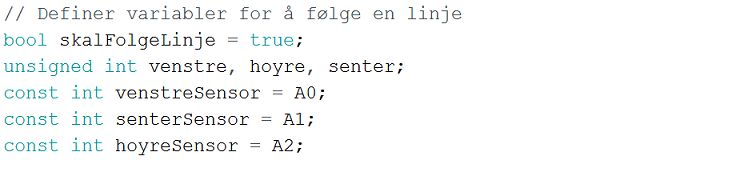 // Definer variabler for å følge en linje
bool skalFolgeLinje = true;
unsigned int venstre, hoyre, senter;
const int venstreSensor = A0;
const int senterSensor = A1;
const int hoyreSensor = A2;